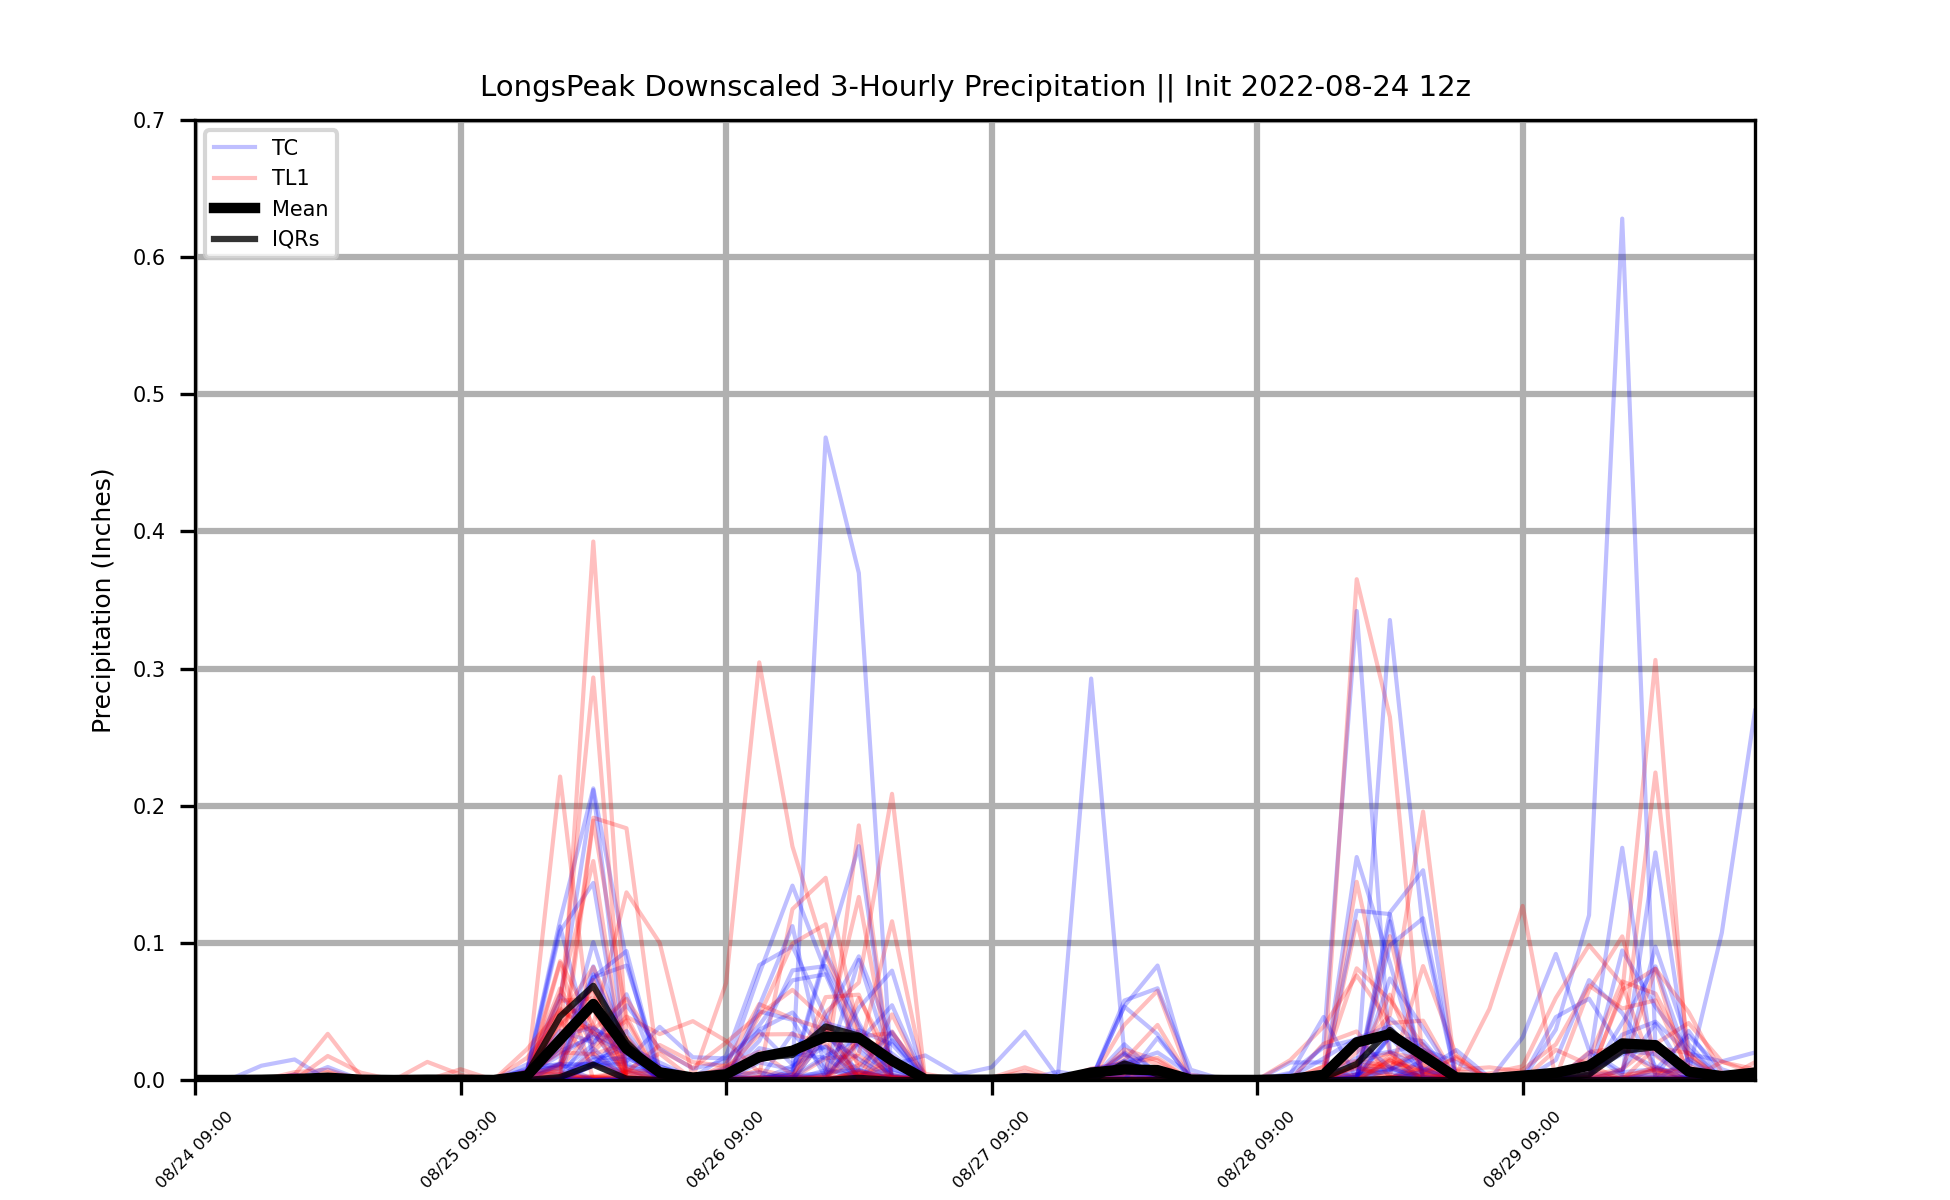 LongsPeak Downscaled 3-Hourly Precipitation || Init 2022-08-24 12z
TC
TL1
Mean
IQRs
Precipitation (Inches)
0.7
0.6
0.5
0.4
0.3
0.2
0.1
0.0
08/24 09:00
08/25 09:00
08/26 09:00
08/27 09:00
08/28 09:00
08/29 09:00